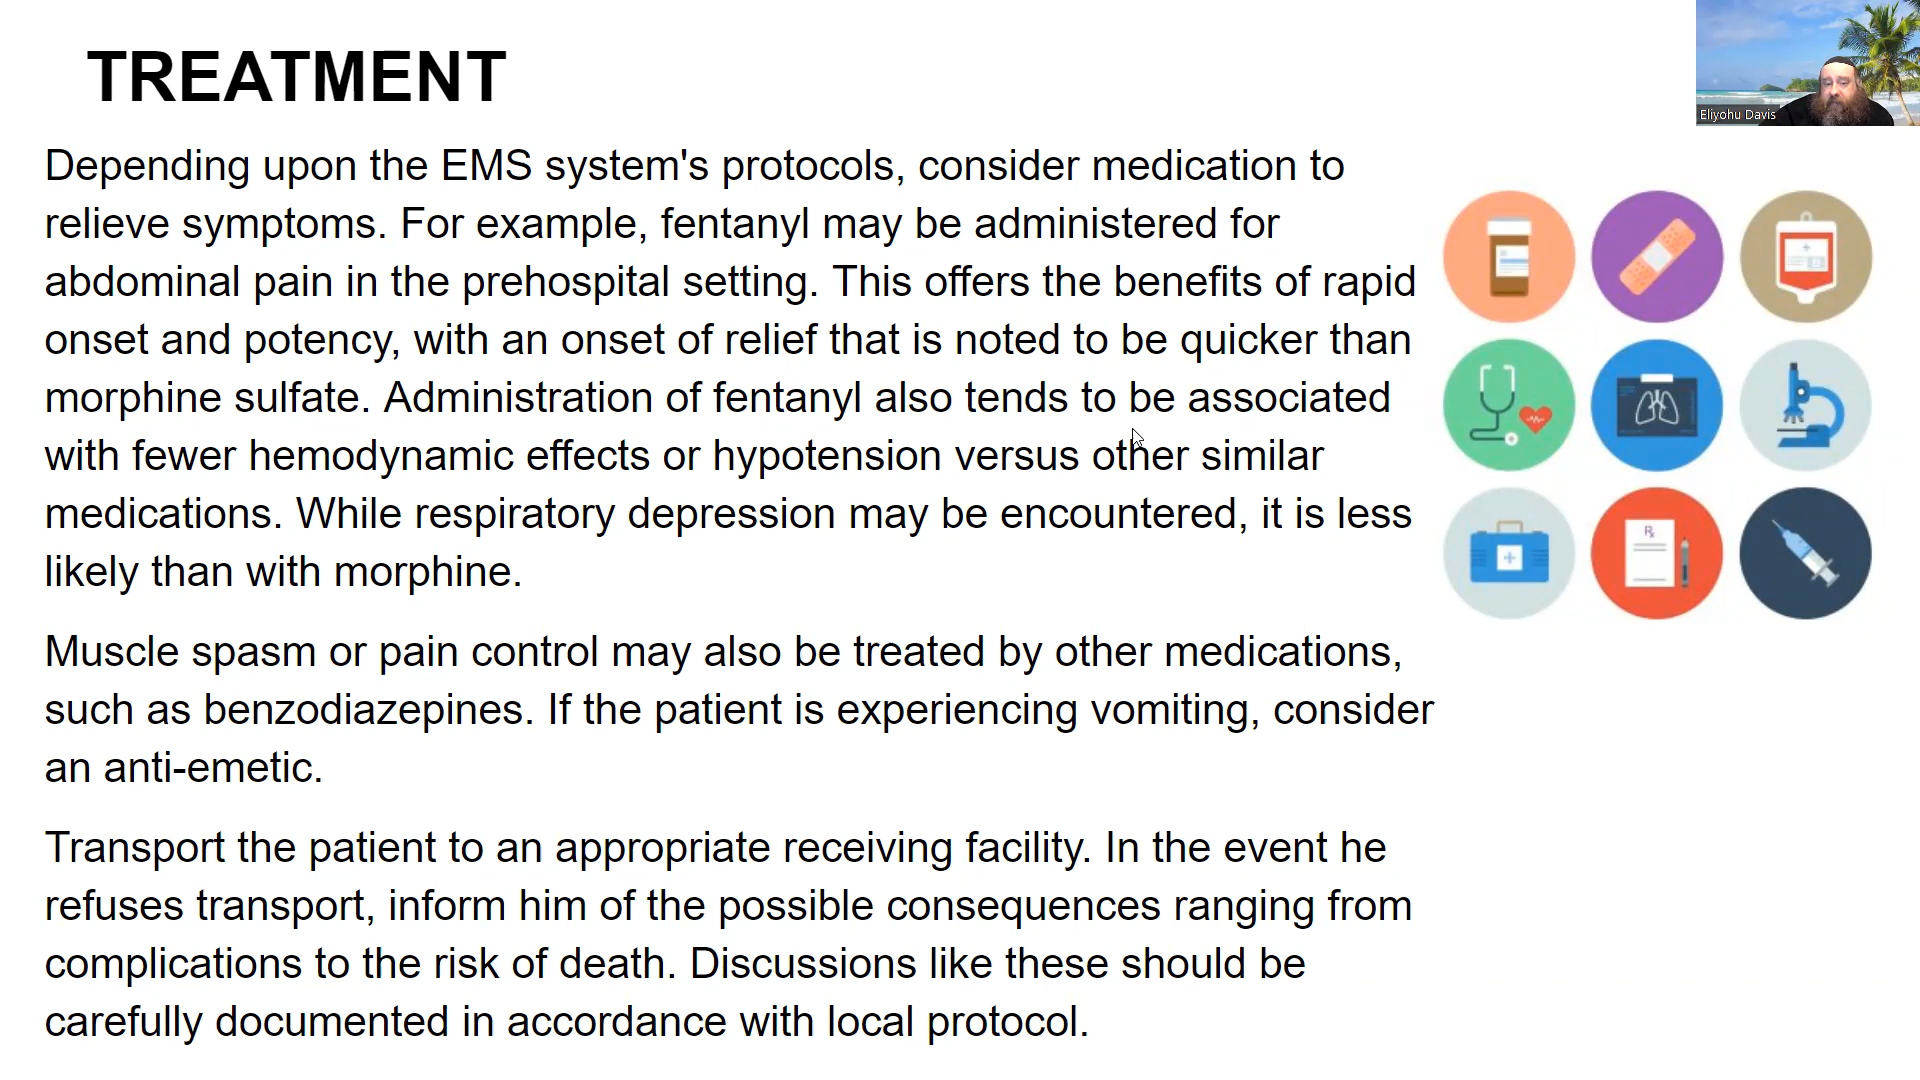 TREATMENT
Eliyohu Davis
Depending upon the EMS system's protocols, consider medication to
relieve symptoms. For example, fentanyl may be administered for
abdominal pain in the prehospital setting. This offers the benefits of rapid
onset and potency, with an onset of relief that is noted to be quicker than
morphine sulfate. Administration of fentanyl also tends to be associated
with fewer hemodynamic effects or hypotension versus other similar
medications. While respiratory depression may be encountered, it is less
likely than with morphine.
Muscle spasm or pain control may also be treated by other medications,
such as benzodiazepines. If the patient is experiencing vomiting, consider
an anti-emetic.
Transport the patient to an appropriate receiving facility. In the event he
refuses transport, inform him of the possible consequences ranging from
complications to the risk of death. Discussions like these should be
carefully documented in accordance with local protocol.
Rx